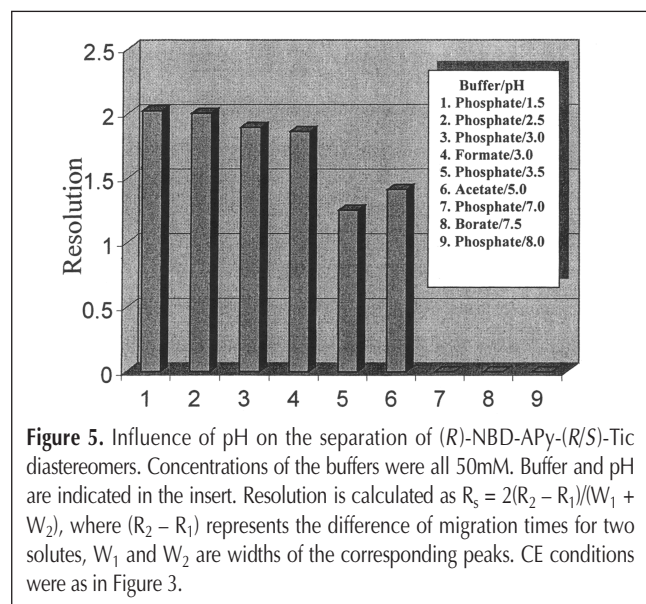 2.5
2
1.5
1
0.5
0
Resolution
1 2 3 4 5 6 7 8 9
Buffer/pH
1. Phosphate/1.5
2. Phosphate/2.5
3. Phosphate/3.0
4. Formate/3.0
5. Phosphate/3.5
6. Acetate/5.0
7. Phosphate/7.0
8. Borate/7.5
9. Phosphate/8.0
Figure 5. Influence of pH on the separation of (R)-NBD-APy-(R/S)-Tic
diastereomers. Concentrations of the buffers were all 50mM. Buffer and pH
are indicated in the insert. Resolution is calculated as Rₛ = 2(R₂ – R₁)/(W₁ +
W₂), where (R₂ – R₁) represents the difference of migration times for two
solutes, W₁ and W₂ are widths of the corresponding peaks. CE conditions
were as in Figure 3.